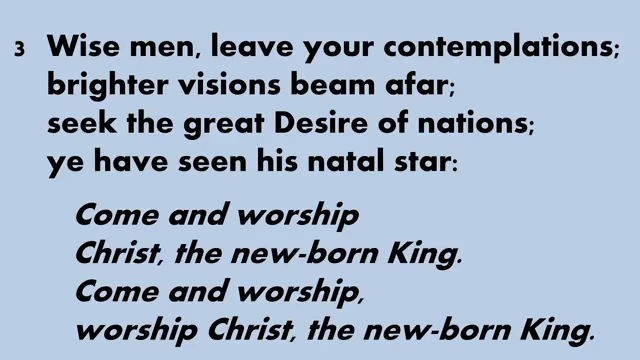 3 Wise men, leave your contemplations;
brighter visions beam afar;
seek the great Desire of nations;
ye have seen his natal star:
Come and worship
Christ, the new-born King.
Come and worship,
worship Christ, the new-born King.